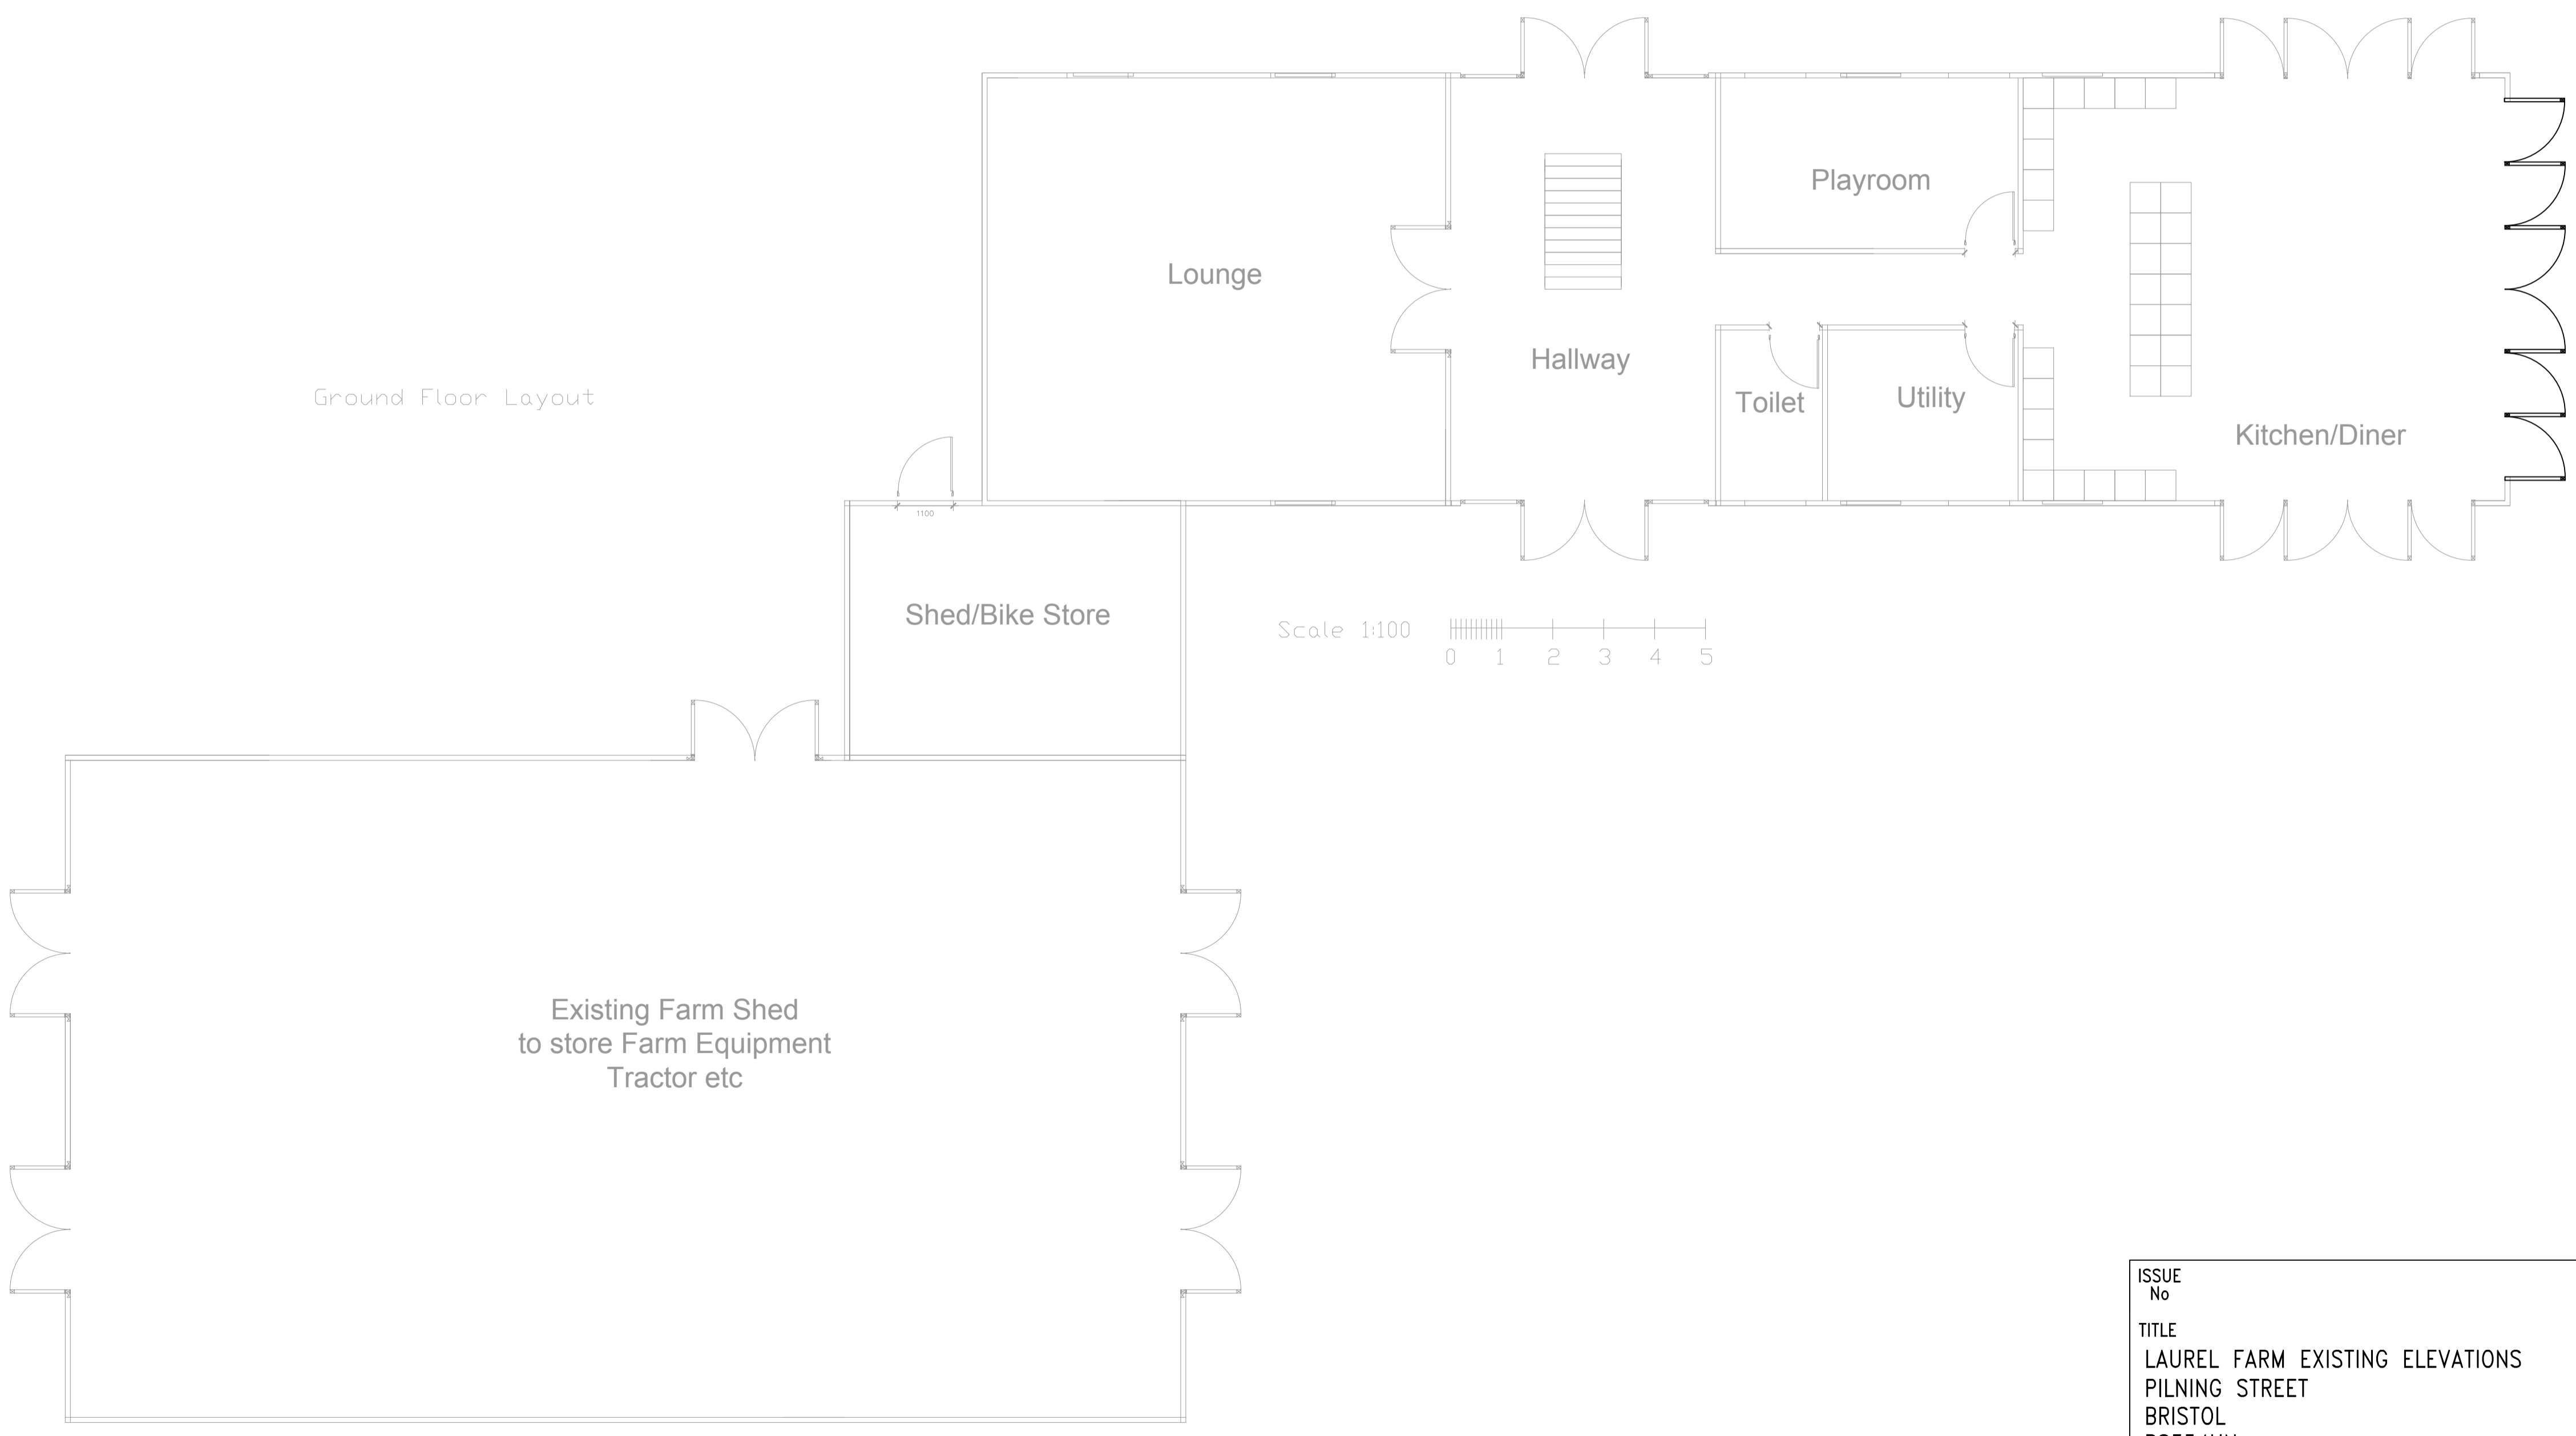 Playroom
Lounge
Hallway
Ground Floor Layout
Toilet
Utility
Kitchen/Diner
1100
Shed/Bike Store
Scale 1:100
0 1 2 3 4 5
Existing Farm Shed
to store Farm Equipment
Tractor etc
ISSUE
No
TITLE
LAUREL FARM EXISTING ELEVATIONS
PILNING STREET
BRISTOL